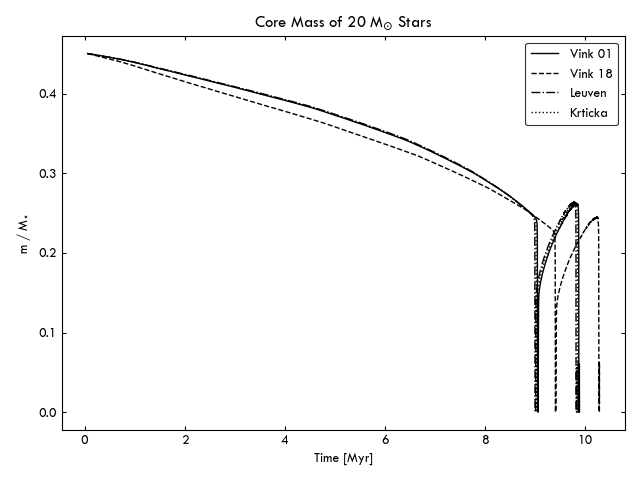 Core Mass of 20 M☉ Stars
Vink 01
Vink 18
Leuven
Krticka
m / M⋆
0.4
0.3
0.2
0.1
0.0
0 2 4 6 8 10
Time [Myr]